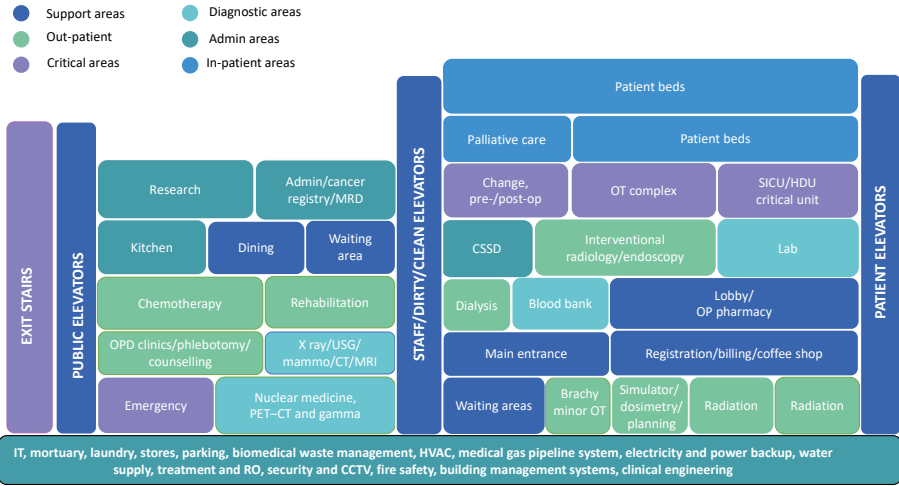 Support areas
Out-patient
Critical areas
Diagnostic areas
Admin areas
In-patient areas
EXIT STAIRS
PUBLIC ELEVATORS
Research
Admin/cancer
registry/MRD
Kitchen
Dining
Waiting
area
Chemotherapy
Rehabilitation
OPD clinics/phlebotomy/
counselling
X ray/USG/
mammo/CT/MRI
Emergency
Nuclear medicine,
PET–CT and gamma
STAFF/DIRTY/CLEAN ELEVATORS
Patient beds
Palliative care
Patient beds
Change,
pre-/post-op
OT complex
SICU/HDU
critical unit
CSSD
Interventional
radiology/endoscopy
Lab
Dialysis
Blood bank
Lobby/
OP pharmacy
Main entrance
Registration/billing/coffee shop
Waiting areas
Brachy
minor OT
Simulator/
dosimetry/
planning
Radiation
Radiation
PATIENT ELEVATORS
IT, mortuary, laundry, stores, parking, biomedical waste management, HVAC, medical gas pipeline system, electricity and power backup, water
supply, treatment and RO, security and CCTV, fire safety, building management systems, clinical engineering